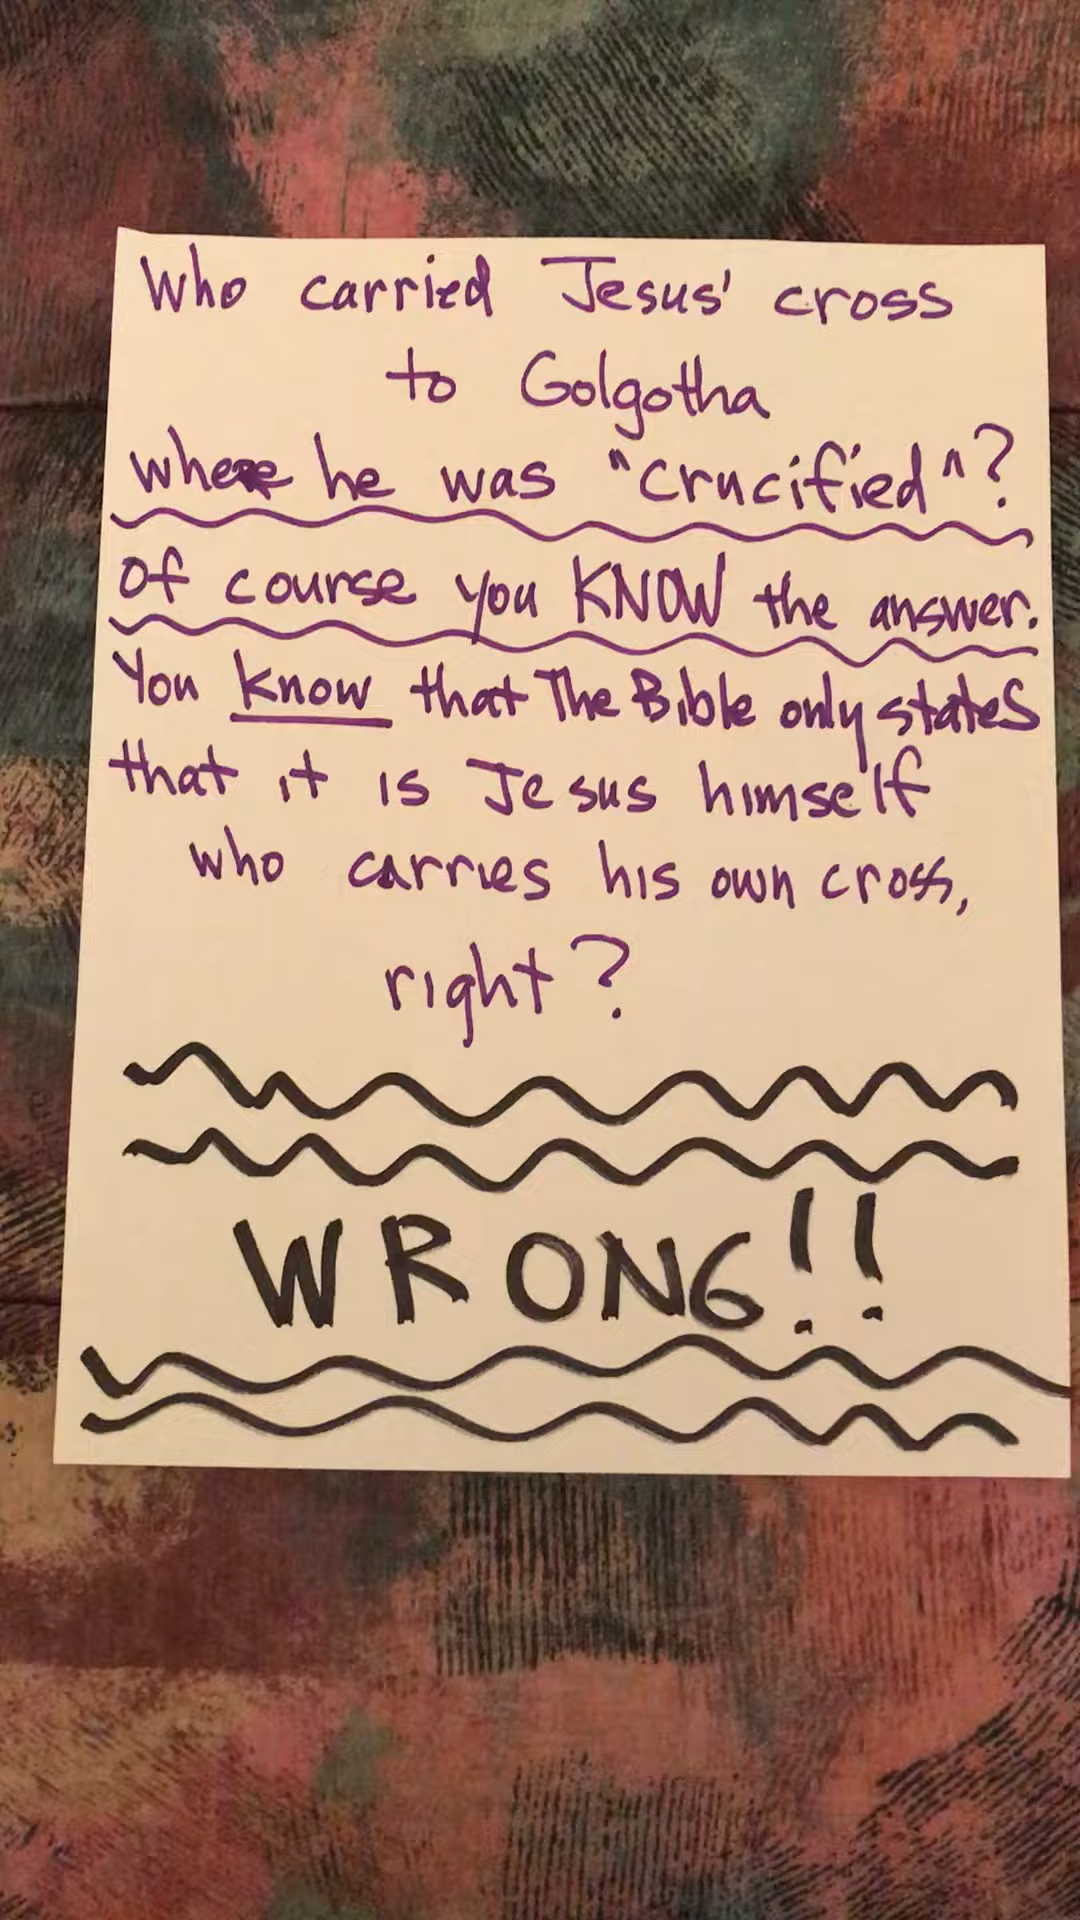 Who carried Jesus' cross
to Golgotha
where he was "crucified"?
Of course you KNOW the answer.
You know that The Bible only states
that it is Jesus himself
who carries his own cross,
right?
WRONG!!